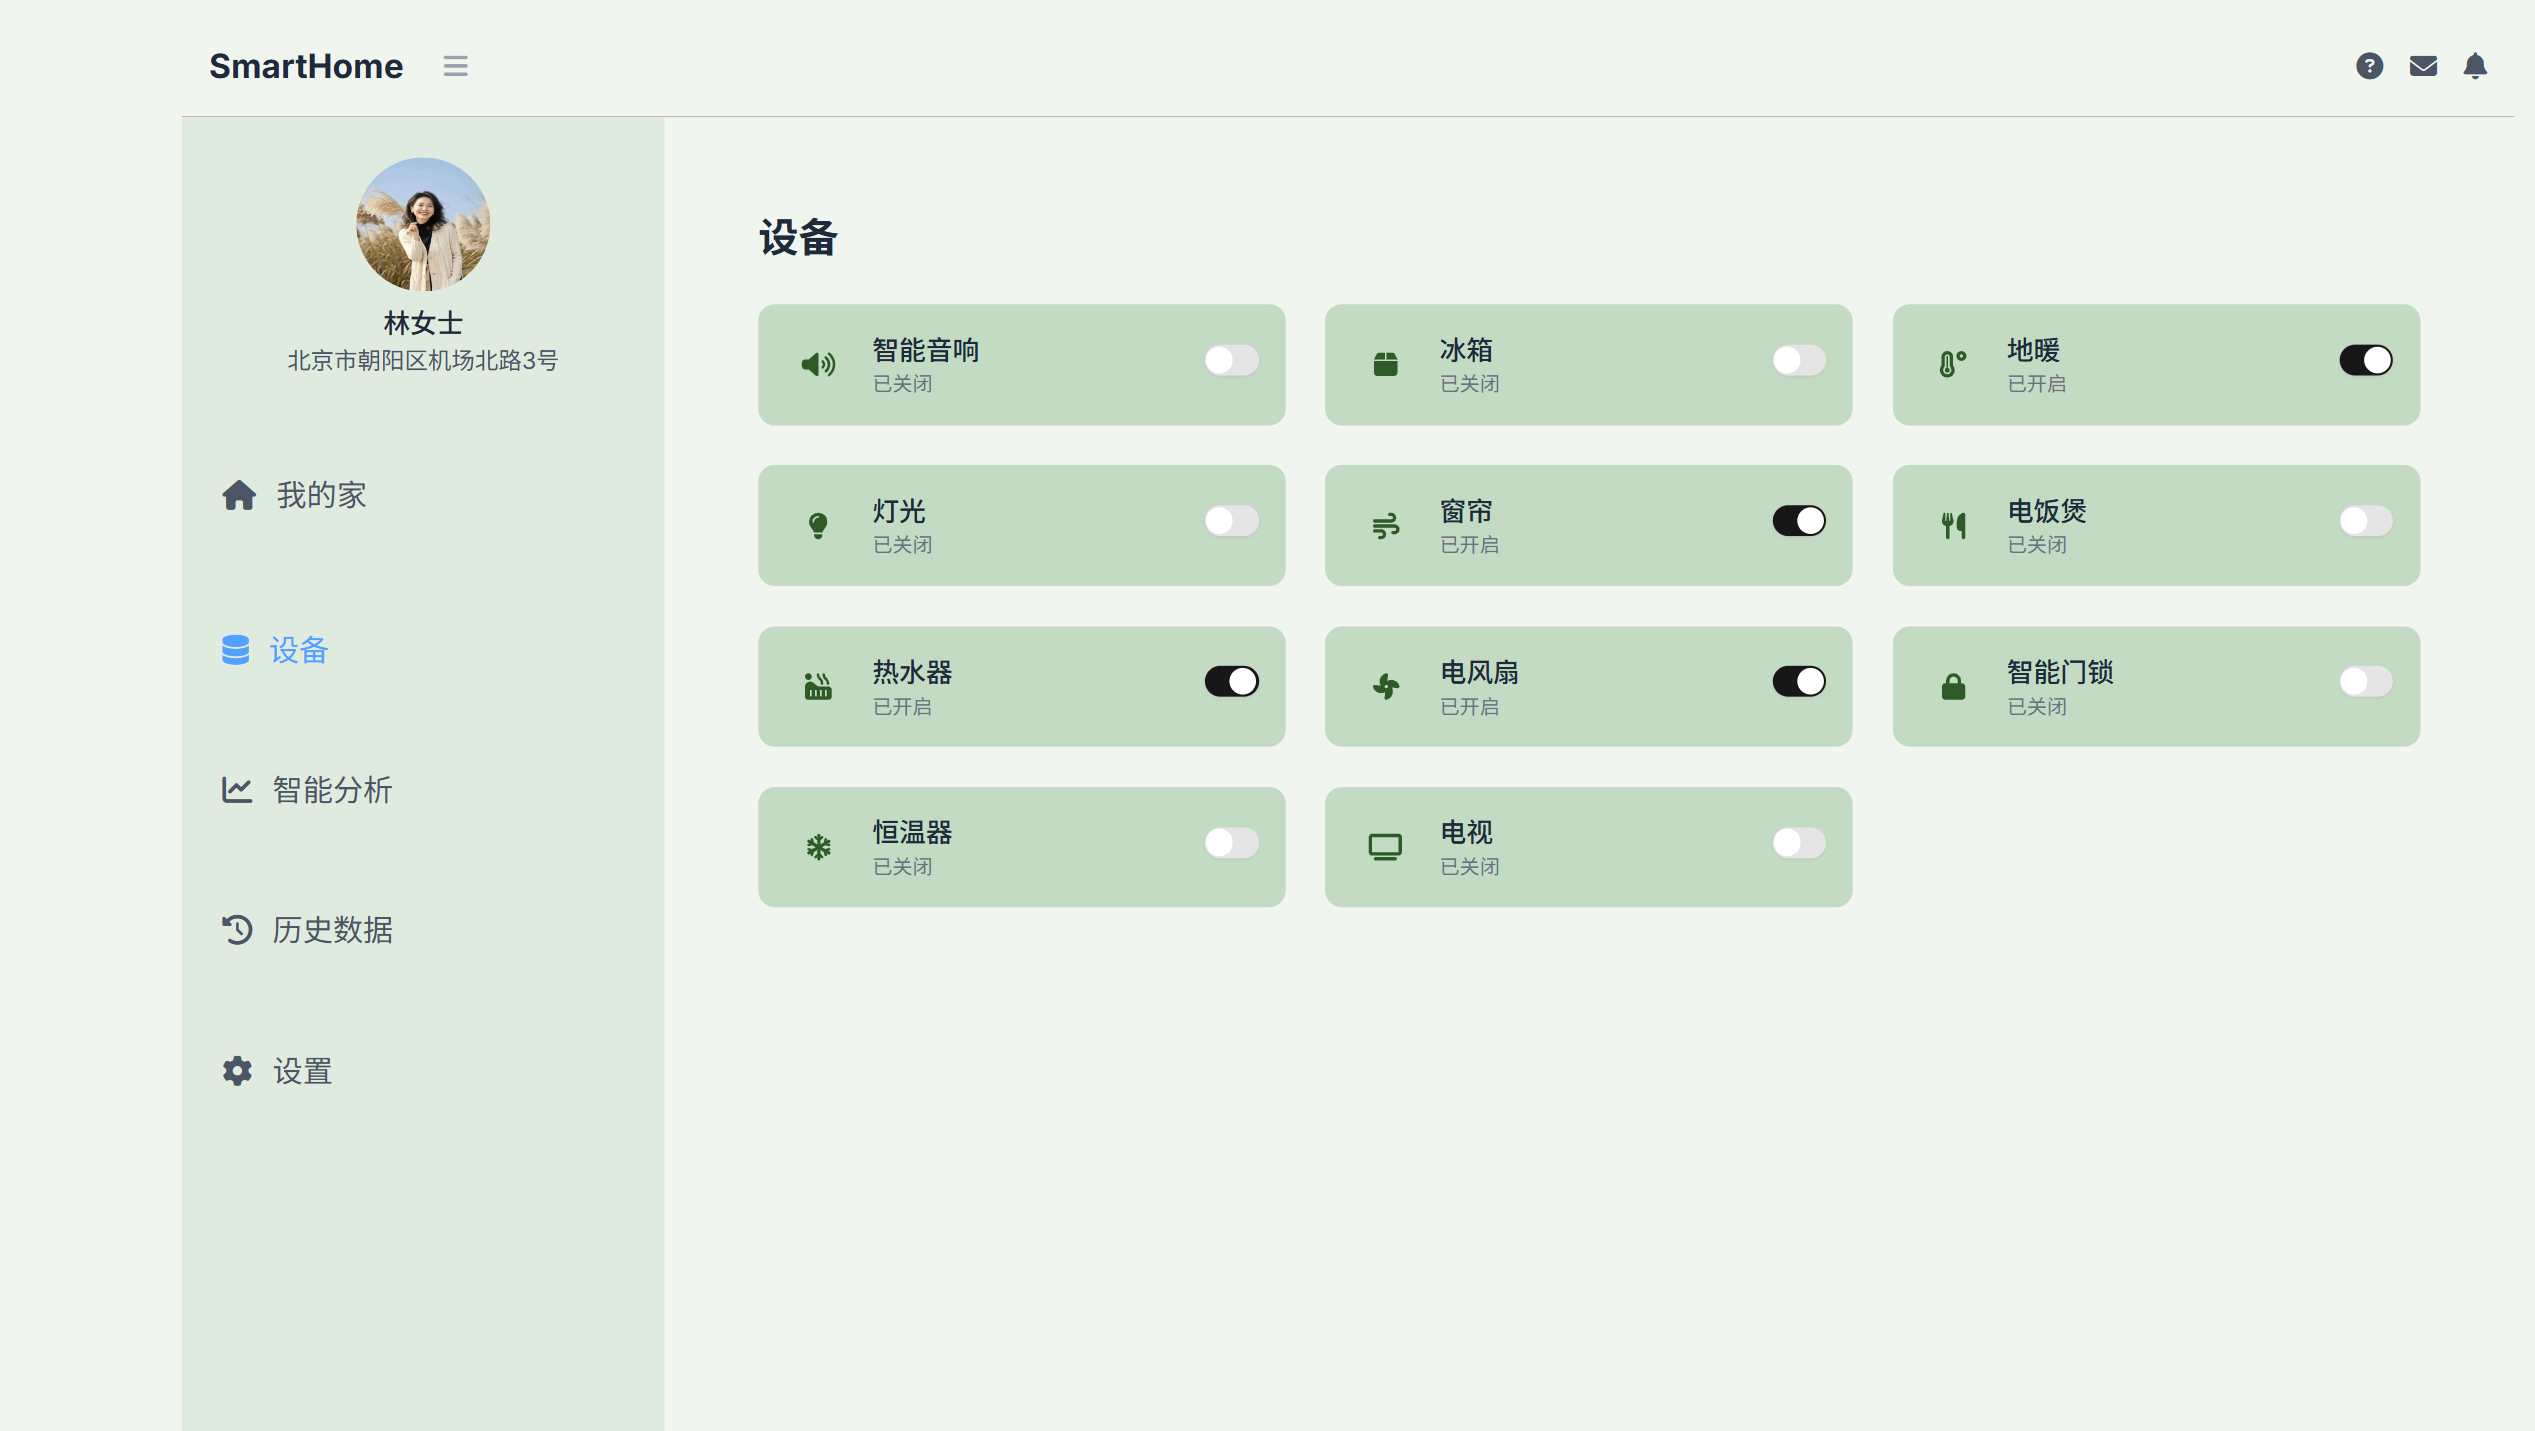 SmartHome
林女士
北京市朝阳区机场北路3号
我的家
设备
智能分析
历史数据
设置
设备
智能音响
已关闭
冰箱
已关闭
地暖
已开启
灯光
已关闭
窗帘
已开启
电饭煲
已关闭
热水器
已开启
电风扇
已开启
智能门锁
已关闭
恒温器
已关闭
电视
已关闭